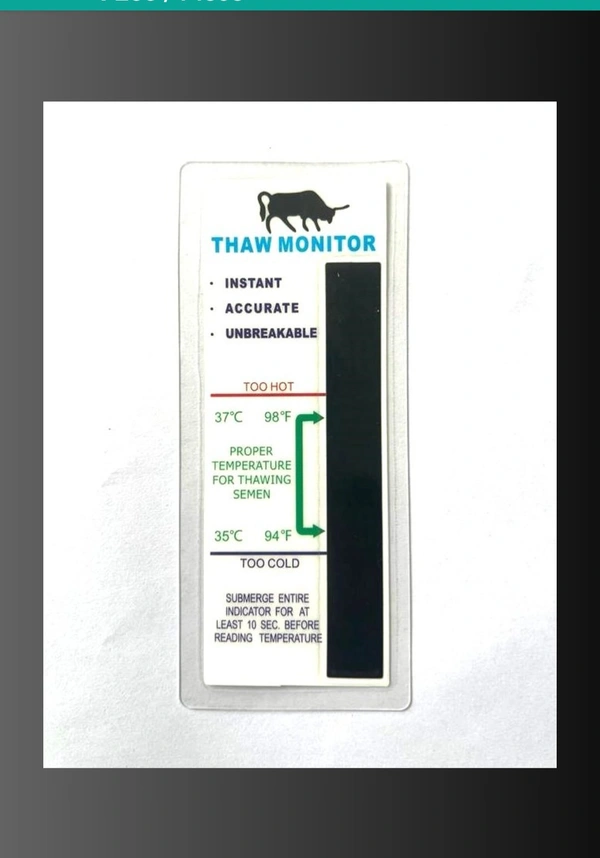 THAW MONITOR
· INSTANT
· ACCURATE
· UNBREAKABLE
TOO HOT
37°C 98°F
PROPER
TEMPERATURE
FOR THAWING
SEMEN
35°C 94°F
TOO COLD
SUBMERGE ENTIRE
INDICATOR FOR AT
LEAST 10 SEC. BEFORE
READING TEMPERATURE